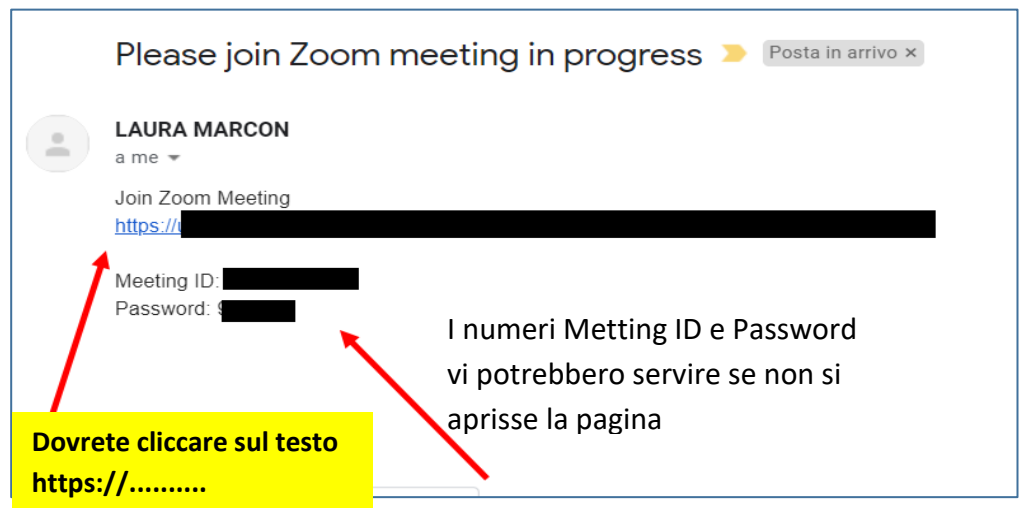 Please join Zoom meeting in progress Posta in arrivo ×
LAURA MARCON
a me
Join Zoom Meeting
https://
Meeting ID:
Password:
I numeri Metting ID e Password
vi potrebbero servire se non si
aprisse la pagina
Dovrete cliccare sul testo
https://..........